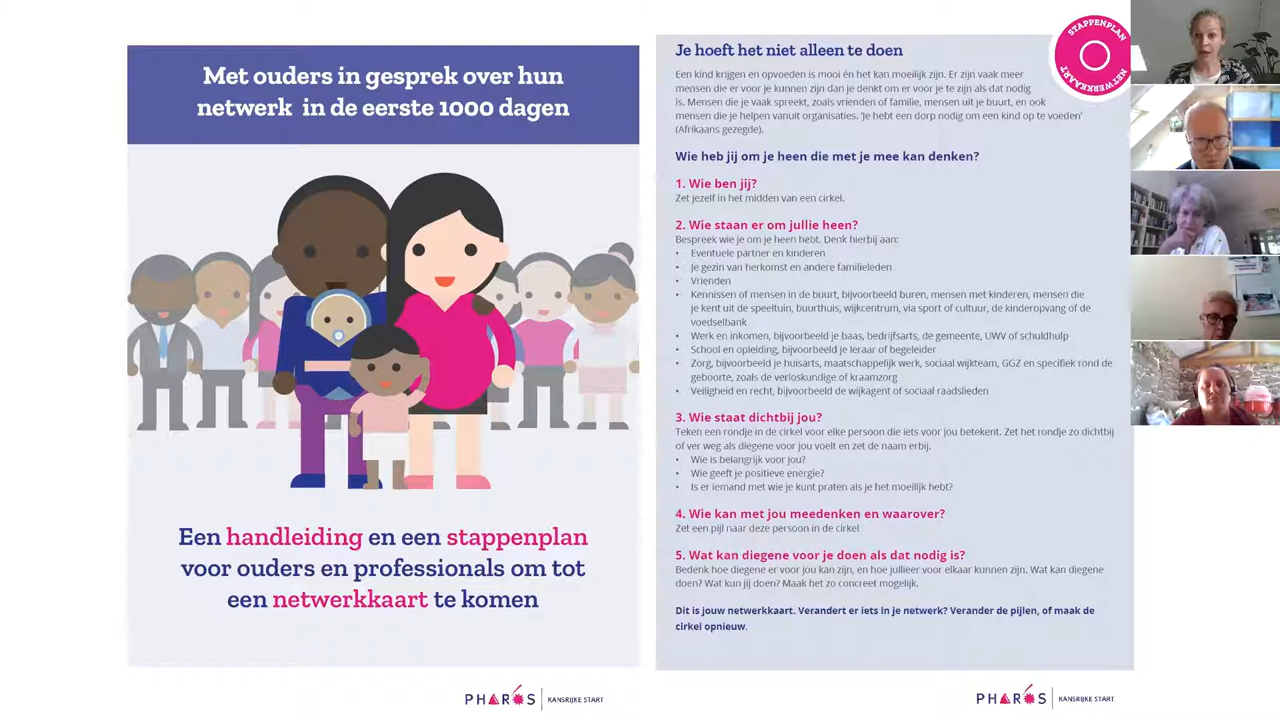 Met ouders in gesprek over hun
netwerk in de eerste 1000 dagen
Een handleiding en een stappenplan
voor ouders en professionals om tot
een netwerkkaart te komen
PHAROS
KANSRIJKE START
STAPPENPLAN
NETWERKKAART
Je hoeft het niet alleen te doen
Een kind krijgen en opvoeden is mooi én het kan moeilijk zijn. Er zijn vaak meer
mensen die er voor je kunnen zijn dan je denkt om er voor je te zijn als dat nodig
is. Mensen die je vaak spreekt, zoals vrienden of familie, mensen uit je buurt, en ook
mensen die je helpen vanuit organisaties. 'Je hebt een dorp nodig om een kind op te voeden'
(Afrikaans gezegde).
Wie heb jij om je heen die met je mee kan denken?
1. Wie ben jij?
Zet jezelf in het midden van een cirkel.
2. Wie staan er om jullie heen?
Bespreek wie je om je heen hebt. Denk hierbij aan:
• Eventuele partner en kinderen
• Je gezin van herkomst en andere familieleden
• Vrienden
• Kennissen of mensen in de buurt, bijvoorbeeld buren, mensen met kinderen, mensen die
je kent uit de speeltuin, buurthuis, wijkcentrum, via sport of cultuur, de kinderopvang of de
voedselbank
• Werk en inkomen, bijvoorbeeld je baas, bedrijfsarts, de gemeente, UWV of schuldhulp
• School en opleiding, bijvoorbeeld je leraar of begeleider
• Zorg, bijvoorbeeld je huisarts, maatschappelijk werk, sociaal wijkteam, GGZ en specifiek rond de
geboorte, zoals de verloskundige of kraamzorg
• Veiligheid en recht, bijvoorbeeld de wijkagent of sociaal raadslieden
3. Wie staat dichtbij jou?
Teken een rondje in de cirkel voor elke persoon die iets voor jou betekent. Zet het rondje zo dichtbij
of ver weg als diegene voor jou voelt en zet de naam erbij.
• Wie is belangrijk voor jou?
• Wie geeft je positieve energie?
• Is er iemand met wie je kunt praten als je het moeilijk hebt?
4. Wie kan met jou meedenken en waarover?
Zet een pijl naar deze persoon in de cirkel
5. Wat kan diegene voor je doen als dat nodig is?
Bedenk hoe diegene er voor jou kan zijn, en hoe jullieer voor elkaar kunnen zijn. Wat kan diegene
doen? Wat kun jij doen? Maak het zo concreet mogelijk.
Dit is jouw netwerkkaart. Verandert er iets in je netwerk? Verander de pijlen, of maak de
cirkel opnieuw.
PHAROS
KANSRIJKE START